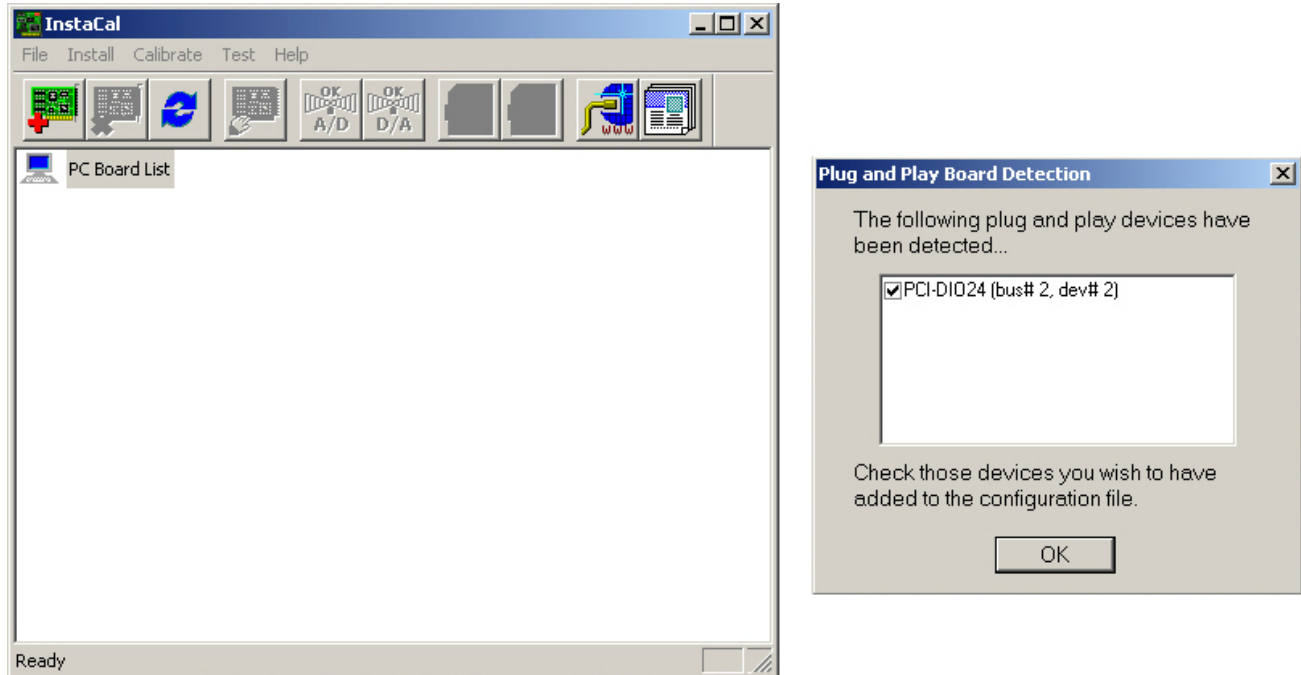 InstaCal
File Install Calibrate Test Help
OK OK
A/D D/A
www
PC Board List
Ready
Plug and Play Board Detection
The following plug and play devices have
been detected...
PCI-DIO24 (bus# 2, dev# 2)
Check those devices you wish to have
added to the configuration file.
OK